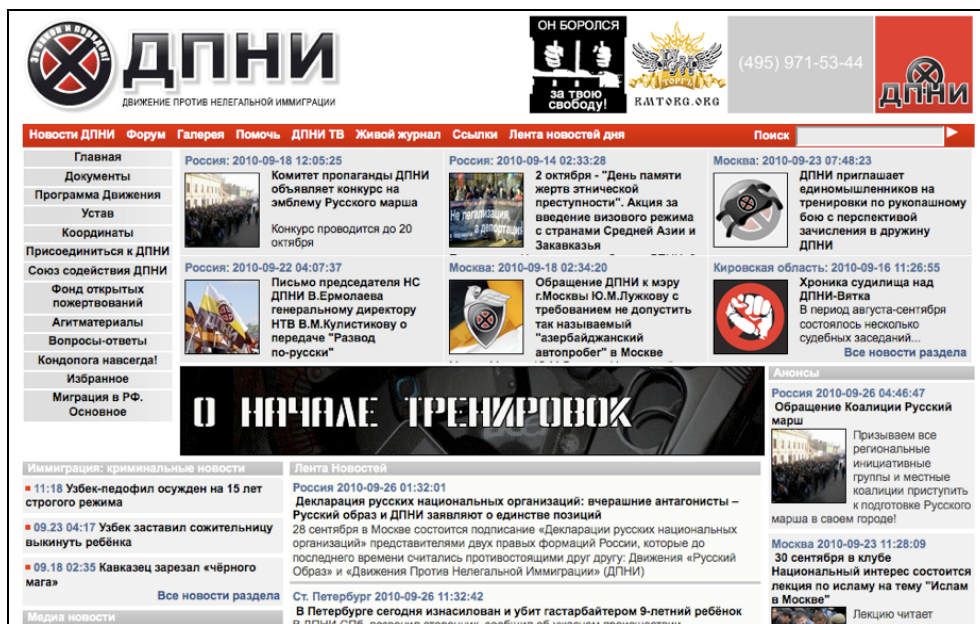 За закон и порядок!
ДПНИ
ДВИЖЕНИЕ ПРОТИВ НЕЛЕГАЛЬНОЙ ИММИГРАЦИИ
ОН БОРОЛСЯ
за твою
свободу!
ТОРГЪ
RMTORG.ORG
(495) 971-53-44
ДПНИ
Новости ДПНИ Форум Галерея Помочь ДПНИ ТВ Живой журнал Ссылки Лента новостей дня Поиск
Главная
Документы
Программа Движения
Устав
Координаты
Присоединиться к ДПНИ
Союз содействия ДПНИ
Фонд открытых
пожертвований
Агитматериалы
Вопросы-ответы
Кондопога навсегда!
Избранное
Миграция в РФ.
Основное
Россия: 2010-09-18 12:05:25
Комитет пропаганды ДПНИ
объявляет конкурс на
эмблему Русского марша
Конкурс проводится до 20
октября
Россия: 2010-09-14 02:33:28
2 октября - "День памяти
жертв этнической
преступности". Акция за
введение визового режима
с странами Средней Азии и
Закавказья
Москва: 2010-09-23 07:48:23
ДПНИ приглашает
единомышленников на
тренировки по рукопашному
бою с перспективой
зачисления в дружину
ДПНИ
Россия: 2010-09-22 04:07:37
Письмо председателя НС
ДПНИ В.Ермолаева
генеральному директору
НТВ В.М.Кулистикову о
передаче "Развод
по-русски"
Москва: 2010-09-18 02:34:20
Обращение ДПНИ к мэру
г.Москвы Ю.М.Лужкову с
требованием не допустить
так называемый
"азербайджанский
автопробег" в Москве
Кировская область: 2010-09-16 11:26:55
Хроника судилища над
ДПНИ-Вятка
В период августа-сентября
состоялось несколько
судебных заседаний...
Все новости раздела
О НАЧАЛЕ ТРЕНИРОВОК
Иммиграция: криминальные новости
11:18 Узбек-педофил осужден на 15 лет
строгого режима
09.23 04:17 Узбек заставил сожительницу
выкинуть ребёнка
09.18 02:35 Кавказец зарезал «чёрного
мага»
Все новости раздела
Медиа новости
Лента Новостей
Россия 2010-09-26 01:32:01
Декларация русских национальных организаций: вчерашние антагонисты –
Русский образ и ДПНИ заявляют о единстве позиций
28 сентября в Москве состоится подписание «Декларации русских национальных
организаций» представителями двух правых формаций России, которые до
последнего времени считались противостоящими друг другу: Движения «Русский
Образ» и «Движения Против Нелегальной Иммиграции» (ДПНИ)
Ст. Петербург 2010-09-26 11:32:42
В Петербурге сегодня изнасилован и убит гастарбайтером 9-летний ребёнок
Анонсы
Россия 2010-09-26 04:46:47
Обращение Коалиции Русский
марш
Призываем все
региональные
инициативные
группы и местные
коалиции приступить
к подготовке Русского
марша в своем городе!
Москва 2010-09-23 11:28:09
30 сентября в клубе
Национальный интерес состоится
лекция по исламу на тему "Ислам
в Москве"
Лекцию читает